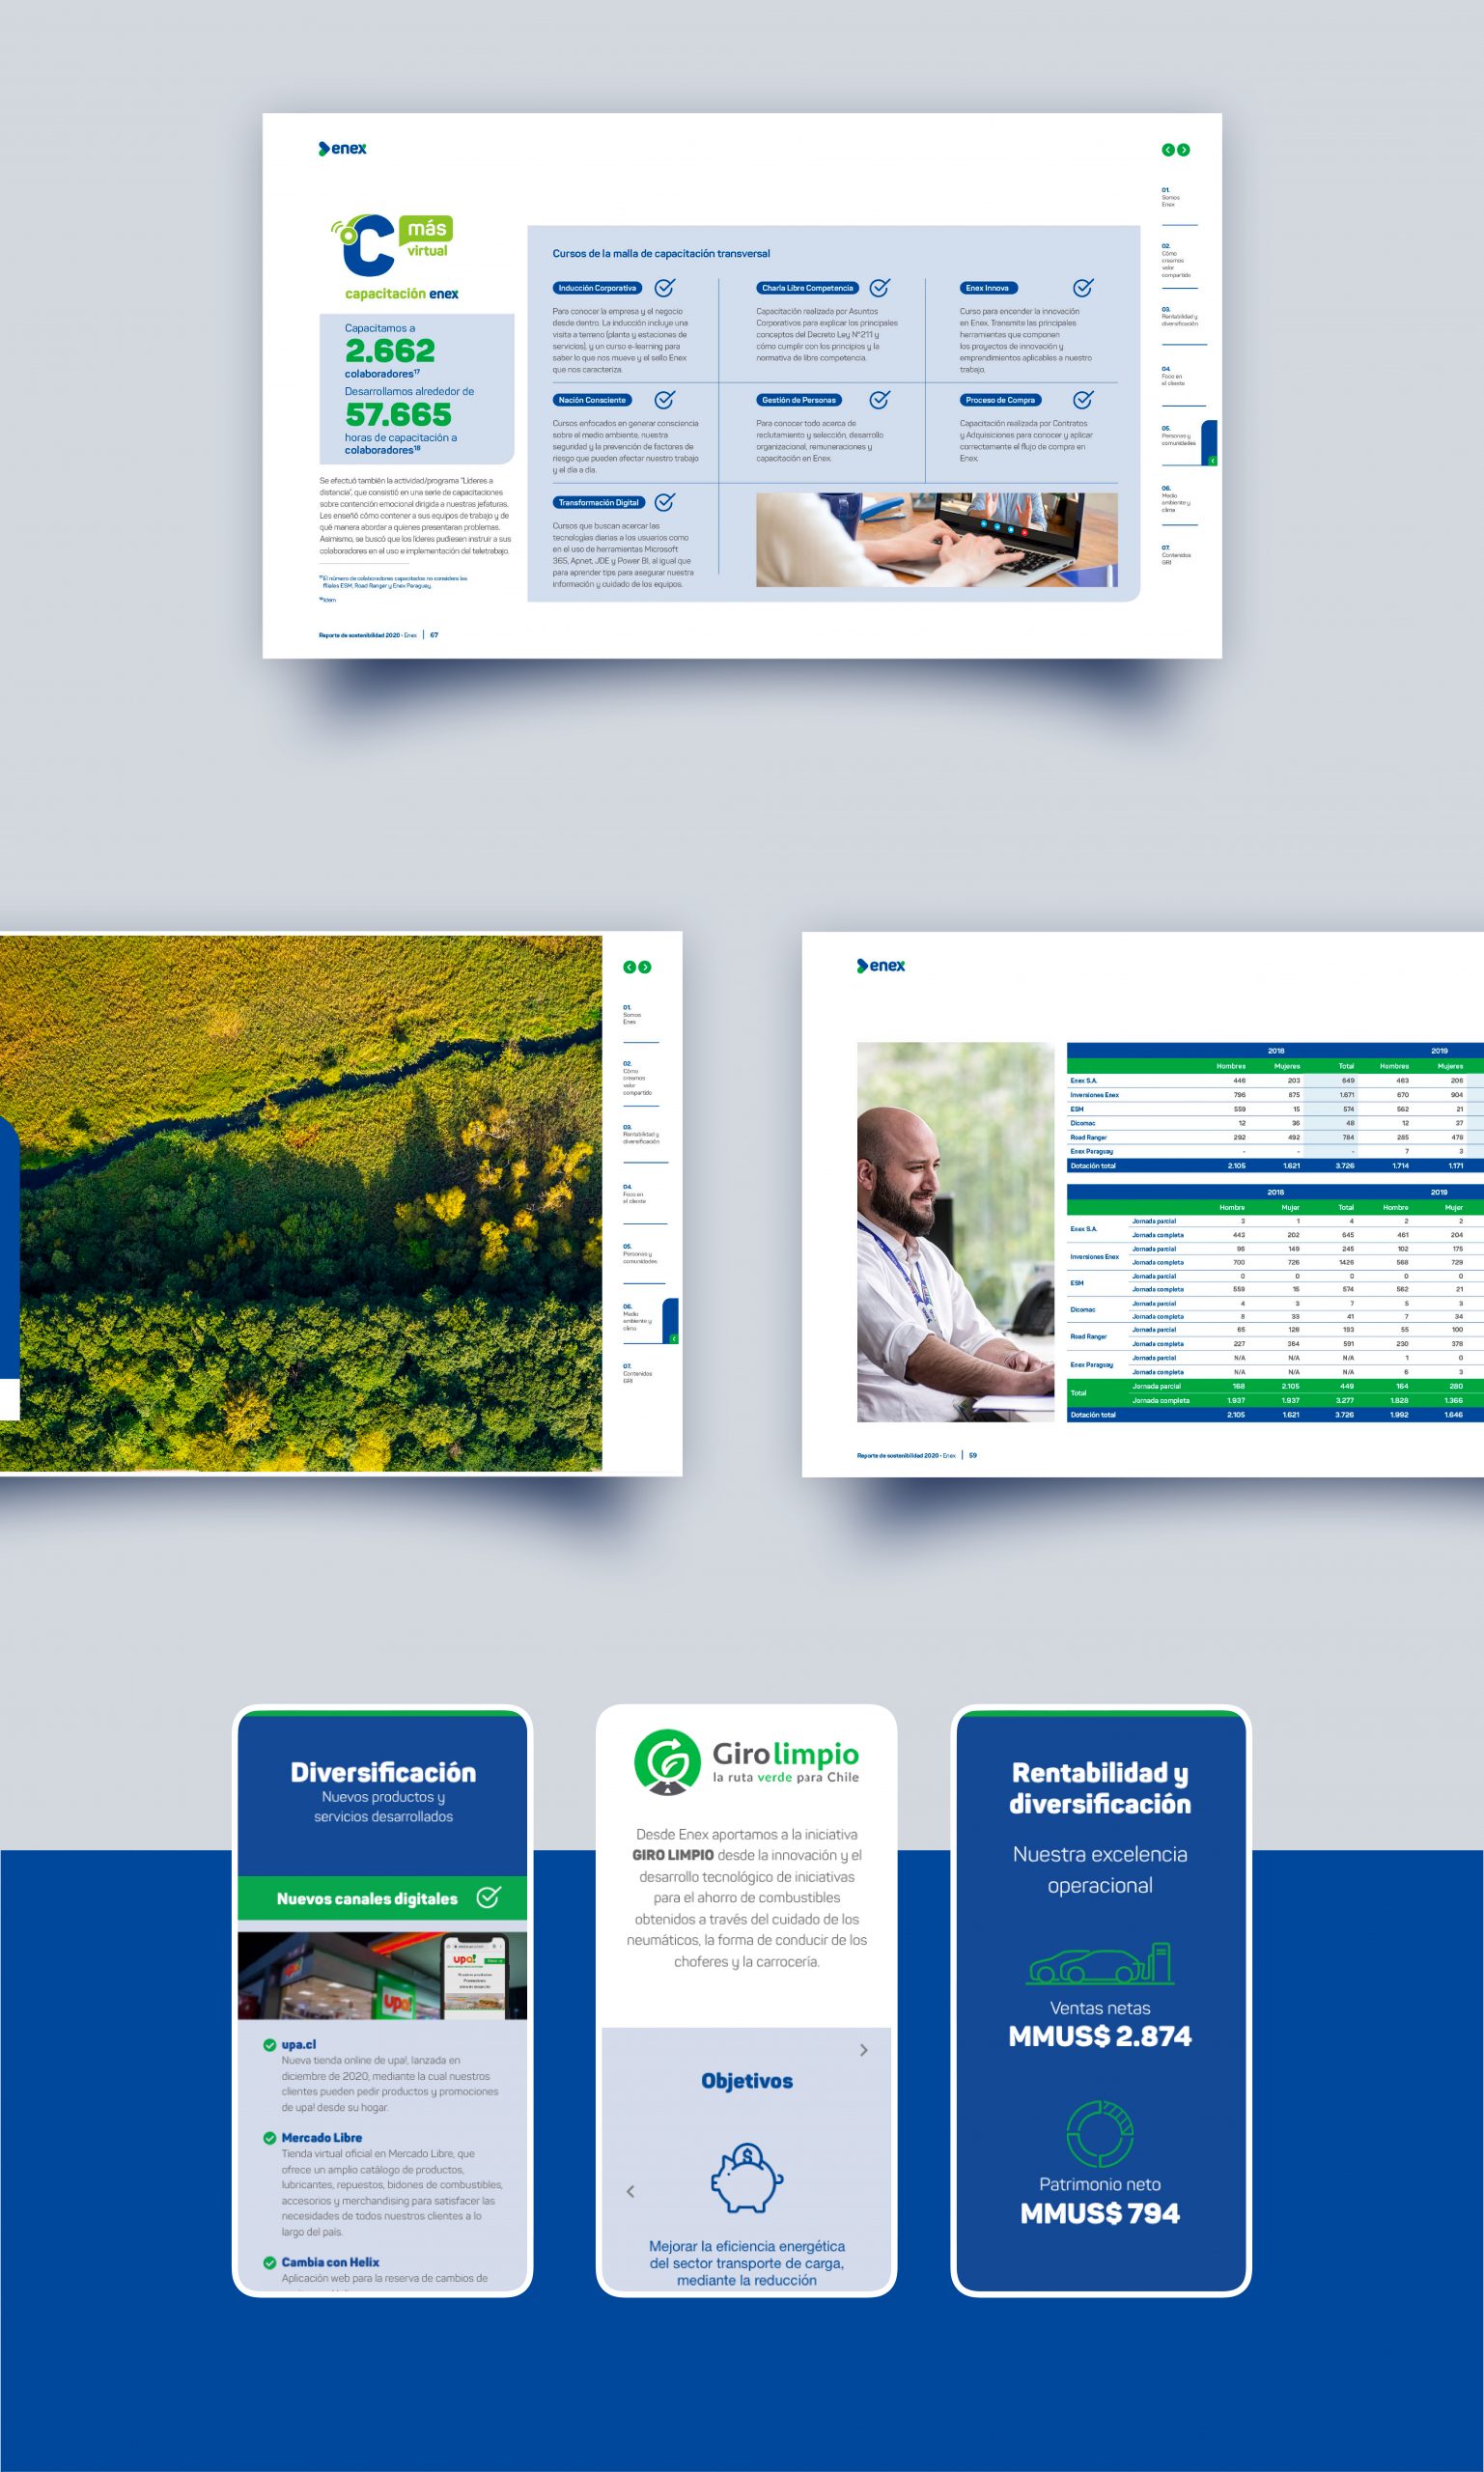 enex
01.
Somos
Enex
02.
Cómo
creamos
valor
compartido
03.
Rentabilidad y
diversificación
04.
Foco en
el cliente
05.
Personas y
comunidades
06.
Medio
ambiente y
clima
07.
Contenidos
GRI
C más
virtual
capacitación enex
Capacitamos a
2.662
colaboradores¹⁷
Desarrollamos alrededor de
57.665
horas de capacitación a
colaboradores¹⁸
Se efectuó también la actividad/programa "Líderes a
distancia", que consistió en una serie de capacitaciones
sobre contención emocional dirigida a nuestras jefaturas.
Les enseñó cómo contener a sus equipos de trabajo y de
qué manera abordar a quienes presentaran problemas.
Asimismo, se buscó que los líderes pudiesen instruir a sus
colaboradores en el uso e implementación del teletrabajo.
¹⁷El número de colaboradores capacitados no considera las
filiales ESM, Road Ranger y Enex Paraguay
¹⁸Idem
Reporte de sostenibilidad 2020 - Enex | 67
Cursos de la malla de capacitación transversal
Inducción Corporativa
Para conocer la empresa y el negocio
desde dentro. La inducción incluye una
visita a terreno (planta y estaciones de
servicios), y un curso e-learning para
saber lo que nos mueve y el sello Enex
que nos caracteriza.
Charla Libre Competencia
Capacitación realizada por Asuntos
Corporativos para explicar los principales
conceptos del Decreto Ley N°211 y
cómo cumplir con los principios y la
normativa de libre competencia.
Enex Innova
Curso para encender la innovación
en Enex. Transmite las principales
herramientas que componen
los proyectos de innovación y
emprendimientos aplicables a nuestro
trabajo.
Nación Consciente
Cursos enfocados en generar consciencia
sobre el medio ambiente, nuestra
seguridad y la prevención de factores de
riesgo que pueden afectar nuestro trabajo
y el día a día.
Gestión de Personas
Para conocer todo acerca de
reclutamiento y selección, desarrollo
organizacional, remuneraciones y
capacitación en Enex.
Proceso de Compra
Capacitación realizada por Contratos
y Adquisiciones para conocer y aplicar
correctamente el flujo de compra en
Enex.
Transformación Digital
Cursos que buscan acercar las
tecnologías diarias a los usuarios como
en el uso de herramientas Microsoft
365, Apnet, JDE y Power BI, al igual que
para aprender tips para asegurar nuestra
información y cuidado de los equipos.
01.
Somos
Enex
02.
Cómo
creamos
valor
compartido
03.
Rentabilidad y
diversificación
04.
Foco en
el cliente
05.
Personas y
comunidades
06.
Medio
ambiente y
clima
07.
Contenidos
GRI
enex
2018 2019
Hombres Mujeres Total Hombres Mujeres
Enex S.A. 446 203 649 463 208
Inversiones Enex 796 875 1.671 670 904
ESM 559 15 574 562 21
Dicomac 12 36 48 12 37
Road Ranger 292 492 784 285 478
Enex Paraguay - - - 7 3
Dotación total 2.105 1.621 3.726 1.714 1.171
2018 2019
Hombre Mujer Total Hombre Mujer
Enex S.A. Jornada parcial 3 1 4 2 2
Jornada completa 443 202 645 461 204
Inversiones Enex Jornada parcial 96 149 245 102 175
Jornada completa 700 726 1426 568 729
ESM Jornada parcial 0 0 0 0 0
Jornada completa 559 15 574 562 21
Dicomac Jornada parcial 4 3 7 5 3
Jornada completa 8 33 41 7 34
Road Ranger Jornada parcial 65 128 193 55 100
Jornada completa 227 364 591 230 378
Enex Paraguay Jornada parcial N/A N/A N/A 1 0
Jornada completa N/A N/A N/A 6 3
Total Jornada parcial 168 2.105 449 164 280
Jornada completa 1.937 1.937 3.277 1.828 1.366
Dotación total 2.105 1.621 3.726 1.992 1.646
Reporte de sostenibilidad 2020 - Enex | 59
Diversificación
Nuevos productos y
servicios desarrollados
Nuevos canales digitales
upa!
upa!
upa.cl
Nueva tienda online de upa!, lanzada en
diciembre de 2020, mediante la cual nuestros
clientes pueden pedir productos y promociones
de upa! desde su hogar.
Mercado Libre
Tienda virtual oficial en Mercado Libre, que
ofrece un amplio catálogo de productos,
lubricantes, repuestos, bidones de combustibles,
accesorios y merchandising para satisfacer las
necesidades de todos nuestros clientes a lo
largo del país.
Cambia con Helix
Aplicación web para la reserva de cambios de
Giro limpio
la ruta verde para Chile
Desde Enex aportamos a la iniciativa
GIRO LIMPIO desde la innovación y el
desarrollo tecnológico de iniciativas
para el ahorro de combustibles
obtenidos a través del cuidado de los
neumáticos, la forma de conducir de los
choferes y la carrocería.
Objetivos
Mejorar la eficiencia energética
del sector transporte de carga,
mediante la reducción
Rentabilidad y
diversificación
Nuestra excelencia
operacional
Ventas netas
MMUS$ 2.874
Patrimonio neto
MMUS$ 794